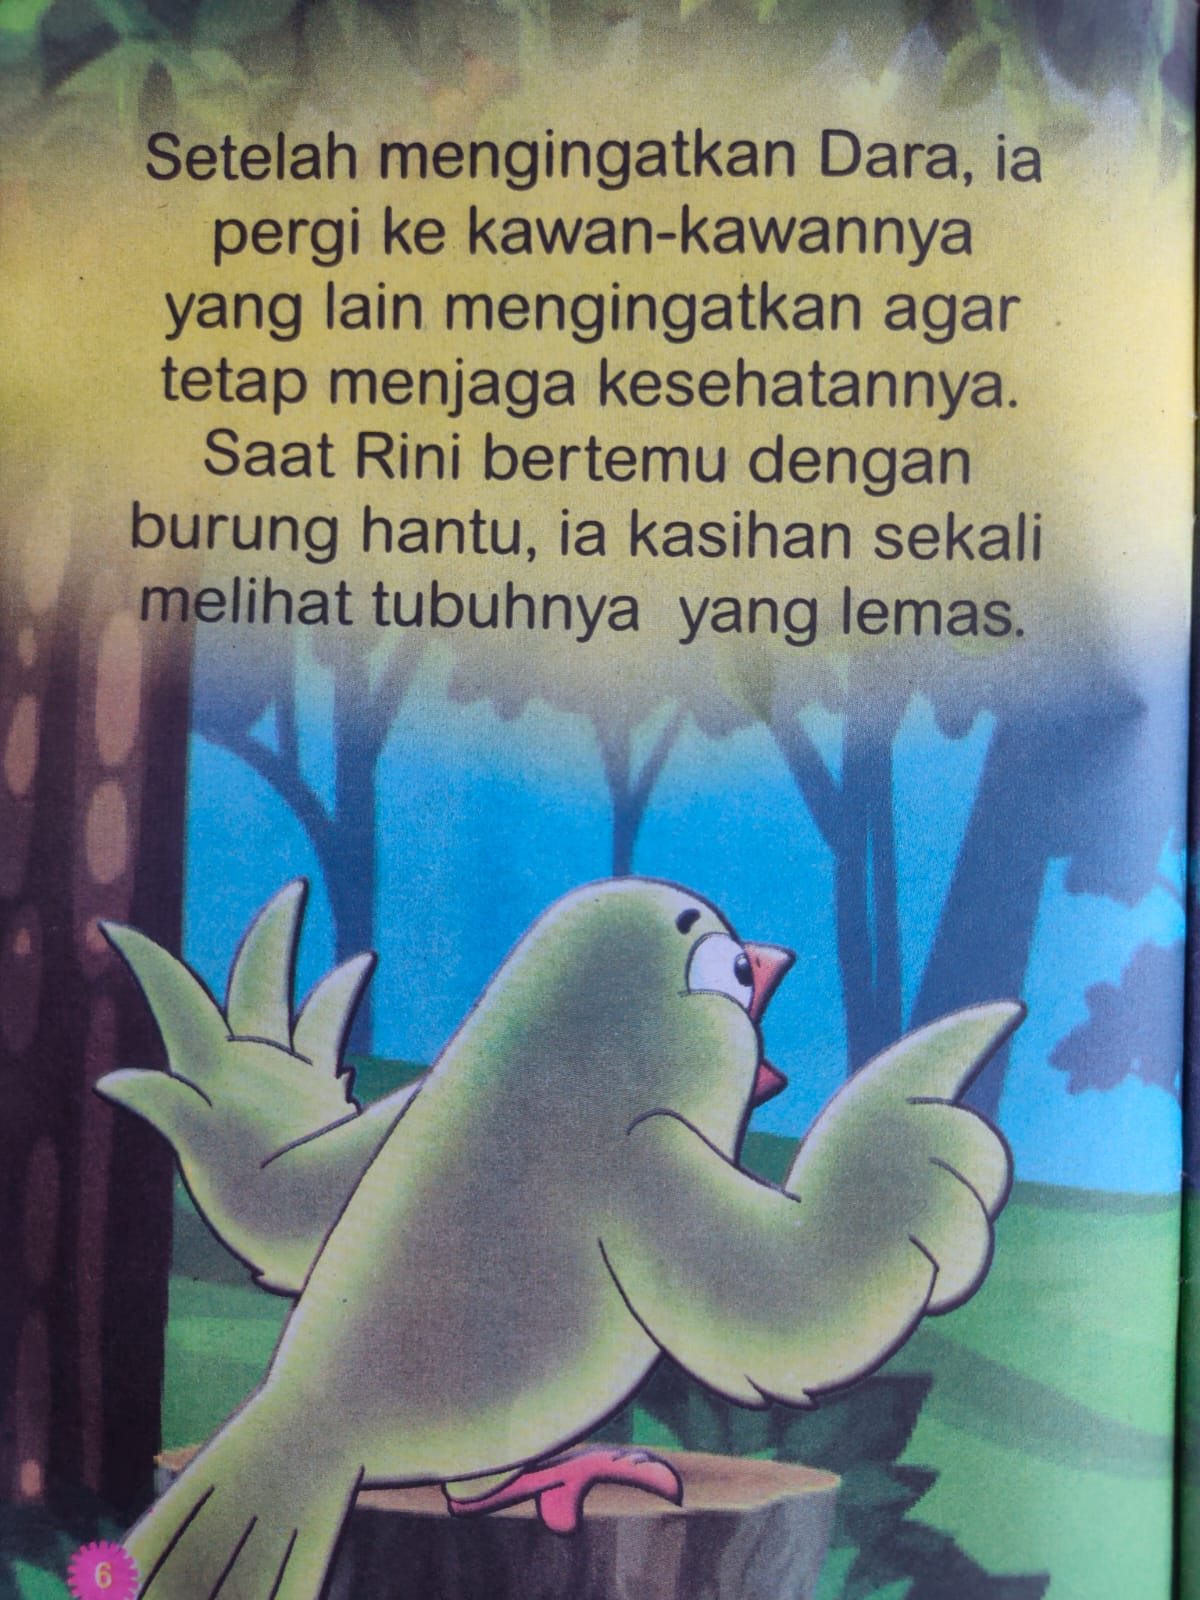 Setelah mengingatkan Dara, ia
pergi ke kawan-kawannya
yang lain mengingatkan agar
tetap menjaga kesehatannya.
Saat Rini bertemu dengan
burung hantu, ia kasihan sekali
melihat tubuhnya  yang lemas.
6